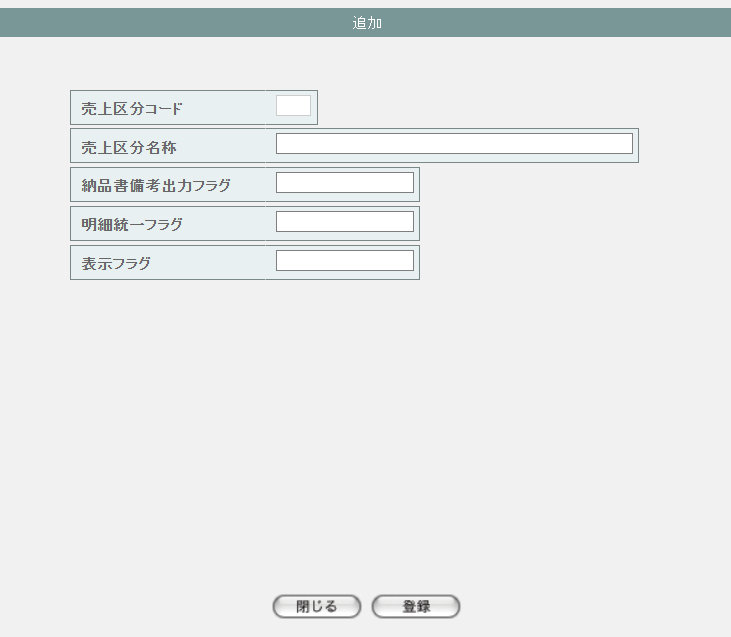 追加
売上区分コード
売上区分名称
納品書備考出力フラグ
明細統一フラグ
表示フラグ
閉じる 登録